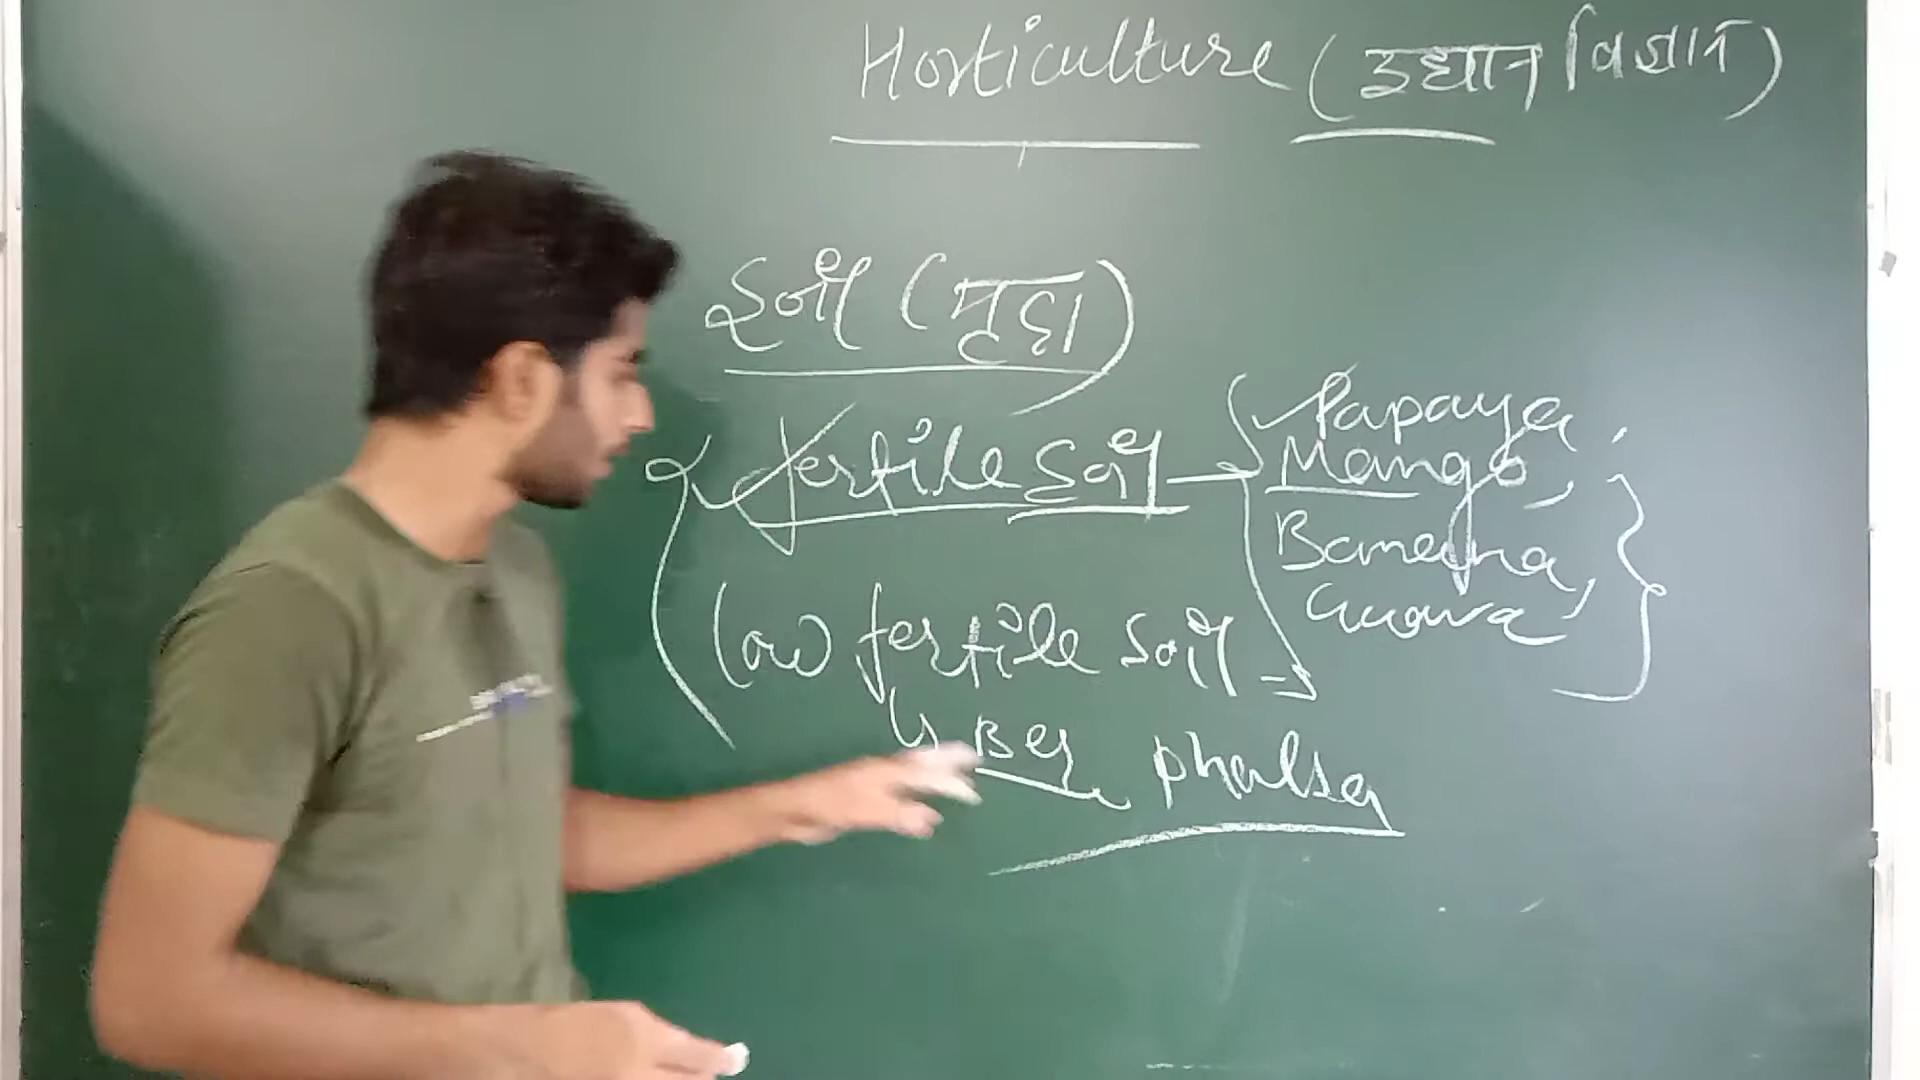 Horticulture (उद्यान विज्ञान)
Soil (मृदा)
fertile soil → Papaya,
Mango,
Banana,
Guava
low fertile soil
↳ Ber phalsa